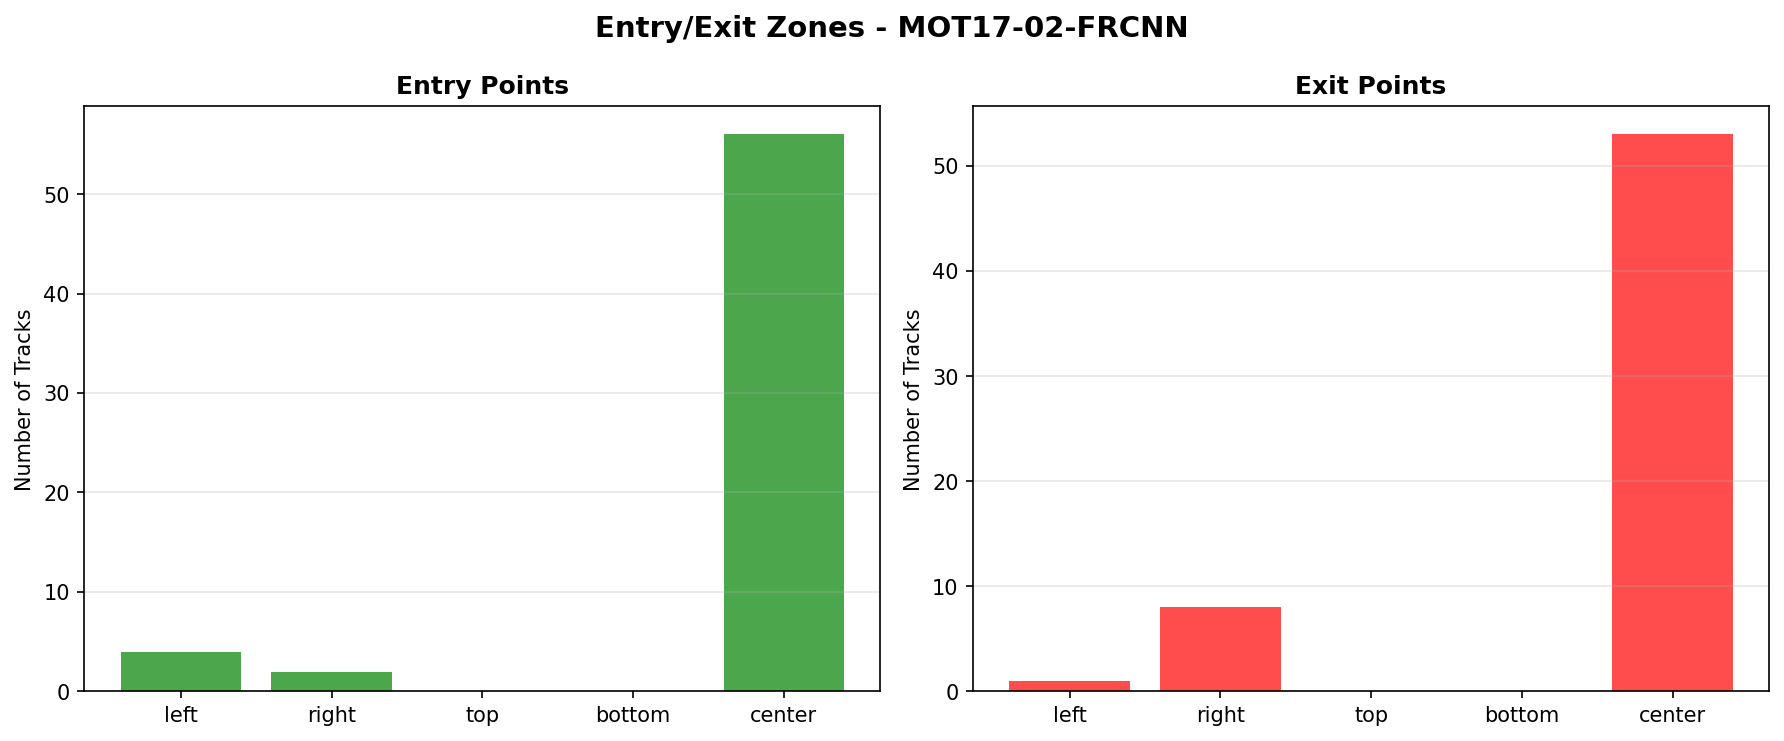 Entry/Exit Zones - MOT17-02-FRCNN
Entry Points
Number of Tracks
50
40
30
20
10
0
left right top bottom center
Exit Points
Number of Tracks
50
40
30
20
10
0
left right top bottom center